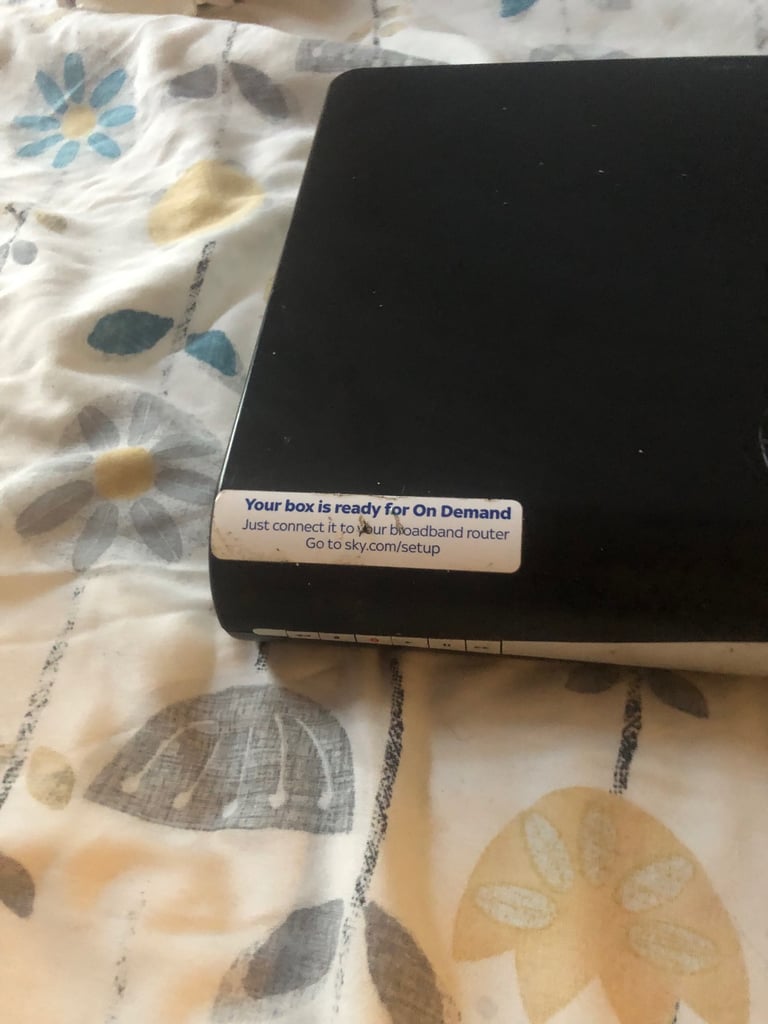 Your box is ready for On Demand
Just connect it to your broadband router
Go to sky.com/setup